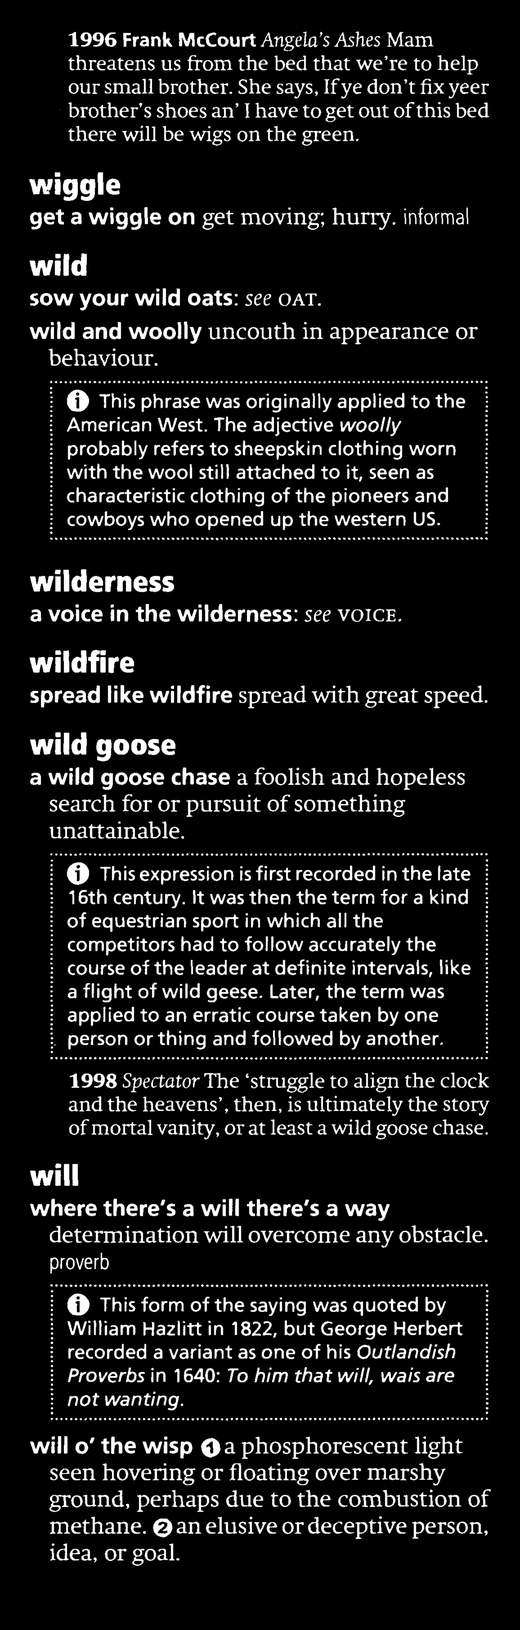 1996 Frank McCourt Angela's Ashes Mam
threatens us from the bed that we're to help
our small brother. She says, If ye don't fix yeer
brother's shoes an' I have to get out of this bed
there will be wigs on the green.
wiggle
get a wiggle on get moving; hurry. informal
wild
sow your wild oats: see OAT.
wild and woolly uncouth in appearance or
behaviour.
i This phrase was originally applied to the
American West. The adjective woolly
probably refers to sheepskin clothing worn
with the wool still attached to it, seen as
characteristic clothing of the pioneers and
cowboys who opened up the western US.
wilderness
a voice in the wilderness: see VOICE.
wildfire
spread like wildfire spread with great speed.
wild goose
a wild goose chase a foolish and hopeless
search for or pursuit of something
unattainable.
i This expression is first recorded in the late
16th century. It was then the term for a kind
of equestrian sport in which all the
competitors had to follow accurately the
course of the leader at definite intervals, like
a flight of wild geese. Later, the term was
applied to an erratic course taken by one
person or thing and followed by another.
1998 Spectator The 'struggle to align the clock
and the heavens', then, is ultimately the story
of mortal vanity, or at least a wild goose chase.
will
where there's a will there's a way
determination will overcome any obstacle.
proverb
i This form of the saying was quoted by
William Hazlitt in 1822, but George Herbert
recorded a variant as one of his Outlandish
Proverbs in 1640: To him that will, wais are
not wanting.
will o' the wisp 1 a phosphorescent light
seen hovering or floating over marshy
ground, perhaps due to the combustion of
methane. 2 an elusive or deceptive person,
idea, or goal.